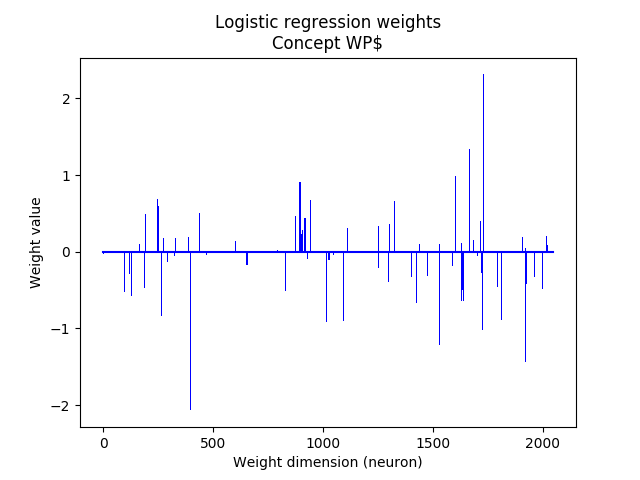 Logistic regression weights
Concept WP$
Weight value
2
1
0
−1
−2
0
500
1000
1500
2000
Weight dimension (neuron)